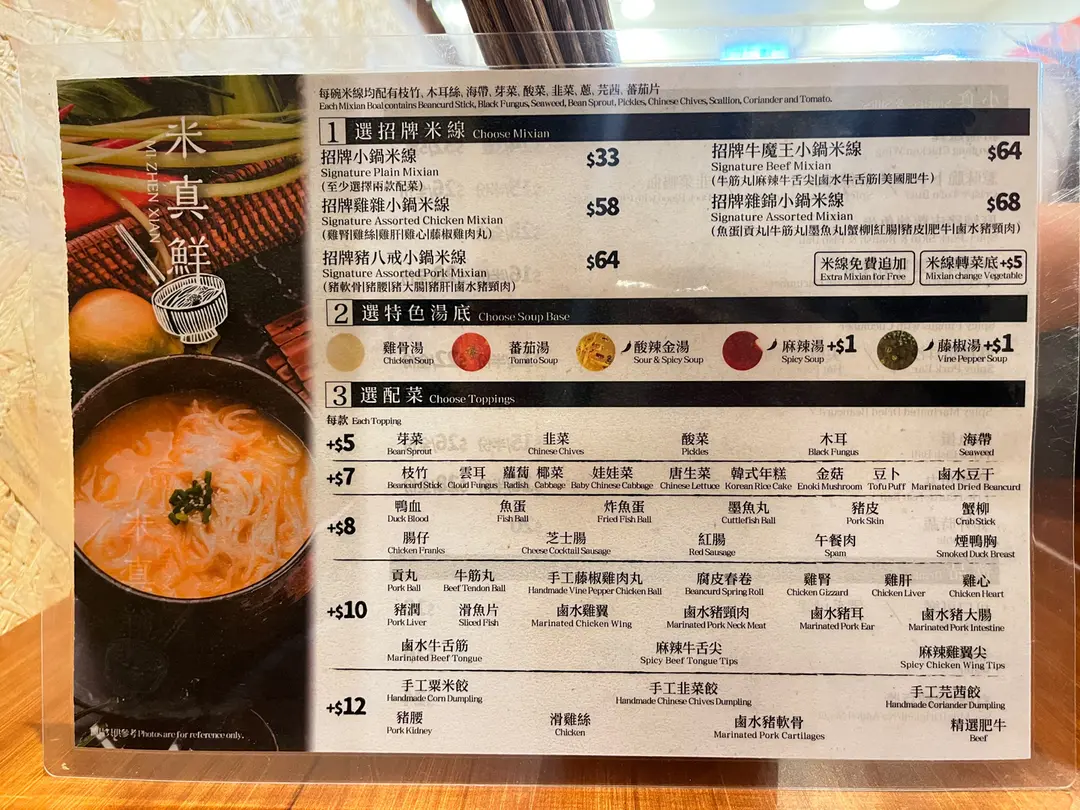 每碗米線均配有枝竹、木耳絲、海帶、芽菜、酸菜、韭菜、蔥、芫茜、蕃茄片
Each Mixian Boal contains Beancurd Stick, Black Fungus, Seaweed, Bean Sprout, Pickles, Chinese Chives, Scallion, Coriander and Tomato.
米真鮮
MI ZHEN XIAN
1 選招牌米線 Choose Mixian
招牌小鍋米線 $33
Signature Plain Mixian
(至少選擇兩款配菜)
招牌雞雜小鍋米線 $58
Signature Assorted Chicken Mixian
(雞腎|雞絲|雞肝|雞心|藤椒雞肉丸)
招牌豬八戒小鍋米線 $64
Signature Assorted Pork Mixian
(豬軟骨|豬腰|豬大腸|豬肝|鹵水豬頸肉)
招牌牛魔王小鍋米線 $64
Signature Beef Mixian
(牛筋丸|麻辣牛舌尖|鹵水牛舌筋|美國肥牛)
招牌雜錦小鍋米線 $68
Signature Assorted Mixian
(魚蛋|貢丸|牛筋丸|墨魚丸|蟹柳|紅腸|豬皮|肥牛|鹵水豬頸肉)
米線免費追加
Extra Mixian for Free
米線轉菜底+$5
Mixian change Vegetable
2 選特色湯底 Choose Soup Base
雞骨湯 蕃茄湯 酸辣金湯 麻辣湯+$1 藤椒湯+$1
Chicken Soup Tomato Soup Sour & Spicy Soup Spicy Soup Vine Pepper Soup
3 選配菜 Choose Toppings
每款 Each Topping
+$5 芽菜 韭菜 酸菜 木耳 海帶
Bean Sprout Chinese Chives Pickles Black Fungus Seaweed
+$7 枝竹 雲耳 蘿蔔 椰菜 娃娃菜 唐生菜 韓式年糕 金菇 豆卜 鹵水豆干
Beancurd Stick Cloud Fungus Radish Cabbage Baby Chinese Cabbage Chinese Lettuce Korean Rice Cake Enoki Mushroom Tofu Puff Marinated Dried Beancurd
+$8 鴨血 魚蛋 炸魚蛋 墨魚丸 豬皮 蟹柳
Duck Blood Fish Ball Fried Fish Ball Cuttlefish Ball Pork Skin Crab Stick
腸仔 芝士腸 紅腸 午餐肉 煙鴨胸
Chicken Franks Cheese Cocktail Sausage Red Sausage Spam Smoked Duck Breast
+$10 貢丸 牛筋丸 手工藤椒雞肉丸 腐皮春卷 雞腎 雞肝 雞心
Pork Ball Beef Tendon Ball Handmade Vine Pepper Chicken Ball Beancurd Spring Roll Chicken Gizzard Chicken Liver Chicken Heart
豬膶 滑魚片 鹵水雞翼 鹵水豬頸肉 鹵水豬耳 鹵水豬大腸
Pork Liver Sliced Fish Marinated Chicken Wing Marinated Pork Neck Meat Marinated Pork Ear Marinated Pork Intestine
鹵水牛舌筋 麻辣牛舌尖 麻辣雞翼尖
Marinated Beef Tongue Spicy Beef Tongue Tips Spicy Chicken Wing Tips
+$12 手工粟米餃 手工韭菜餃 手工芫茜餃
Handmade Corn Dumpling Handmade Chinese Chives Dumpling Handmade Coriander Dumpling
豬腰 滑雞絲 鹵水豬軟骨 精選肥牛
Pork Kidney Chicken Marinated Pork Cartilages Beef
Photos are for reference only.